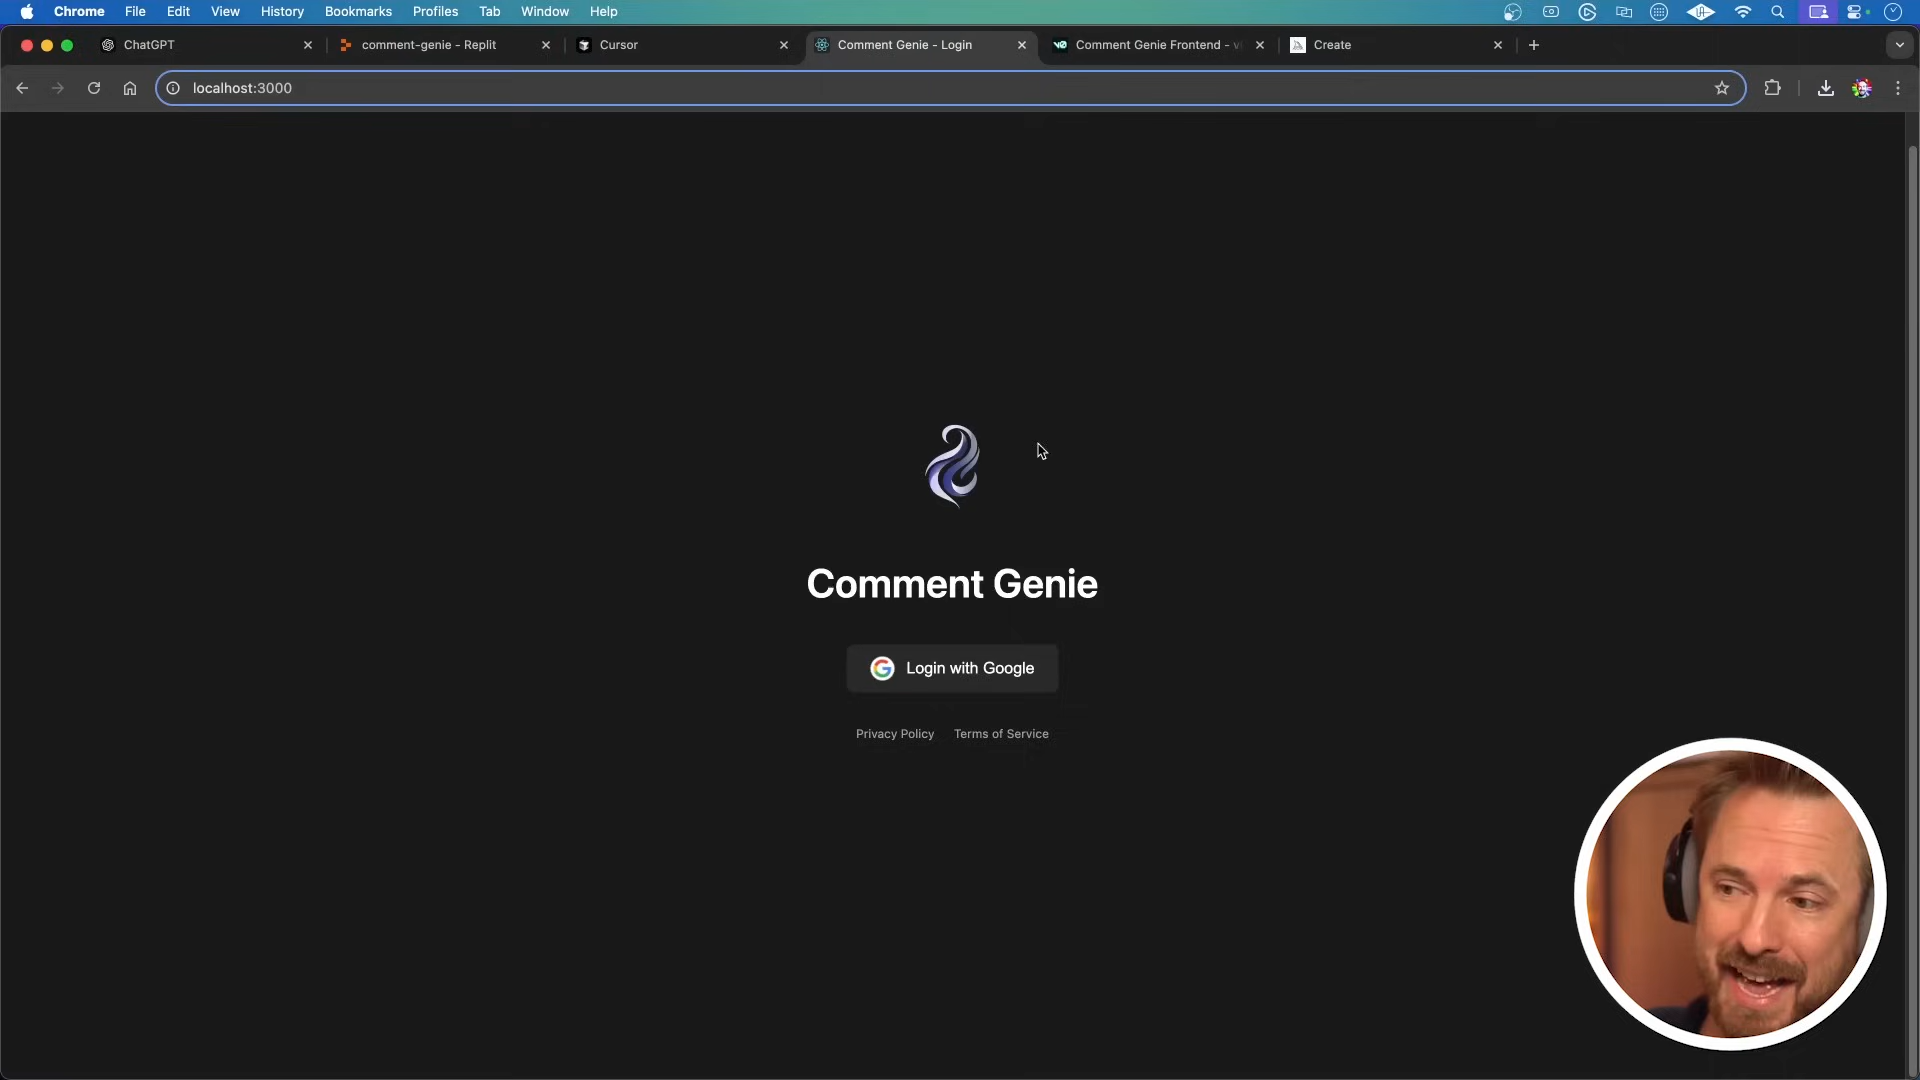 Chrome File Edit View History Bookmarks Profiles Tab Window Help
ChatGPT
comment-genie - Replit
Cursor
Comment Genie - Login
Comment Genie Frontend -
Create
localhost:3000
Comment Genie
Login with Google
Privacy Policy Terms of Service